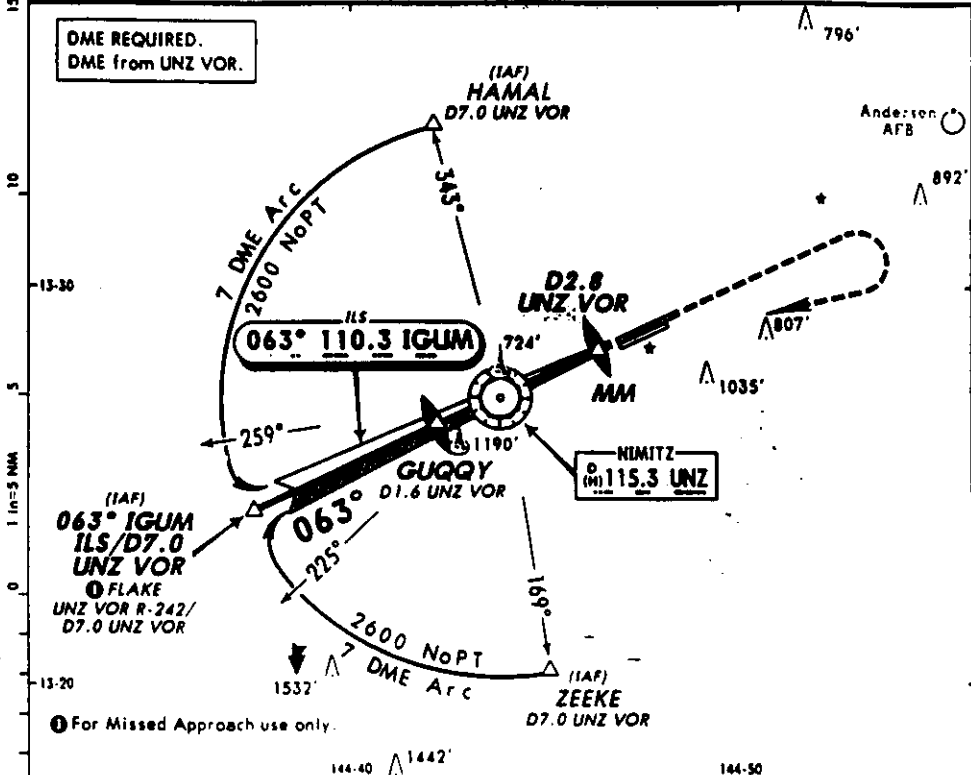 15
DME REQUIRED.
DME from UNZ VOR.
796'
(IAF)
HAMAL
D7.0 UNZ VOR
Andersen
AFB
892'
10
343°
7 DME Arc
2600 NoPT
13-30
D2.8
UNZ VOR
ILS
063° 110.3 IGUM
724'
807'
MM
1035'
5
259°
1190'
GUQQY
D1.6 UNZ VOR
NIMITZ
D
(H) 115.3 UNZ
1 in=5 NM
(IAF)
063° IGUM
ILS/D7.0
UNZ VOR
1 FLAKE
UNZ VOR R-242/
D7.0 UNZ VOR
063°
225°
169°
0
2600 NoPT
7 DME Arc
1532'
13-20
(IAF)
ZEEKE
D7.0 UNZ VOR
1 For Missed Approach use only.
144-40
1442'
144-50